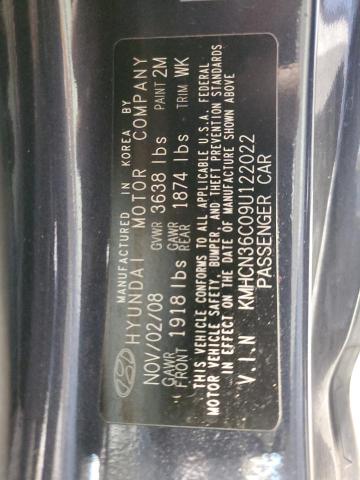 MANUFACTURED IN KOREA BY
HYUNDAI MOTOR COMPANY
NOV/02/08 GVWR 3638 lbs PAINT 2M
GAWR FRONT 1918 lbs GAWR REAR 1874 lbs TRIM WK
THIS VEHICLE CONFORMS TO ALL APPLICABLE U.S.A. FEDERAL
MOTOR VEHICLE SAFETY, BUMPER, AND THEFT PREVENTION STANDARDS
IN EFFECT ON THE DATE OF MANUFACTURE SHOWN ABOVE
V.I.N KMHCN36C09U122022
PASSENGER CAR